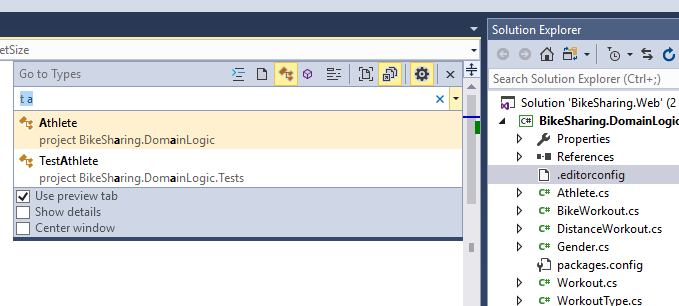 etSize
Go to Types
t a
Athlete
project BikeSharing.DomainLogic
TestAthlete
project BikeSharing.DomainLogic.Tests
Use preview tab
Show details
Center window
Solution Explorer
Search Solution Explorer (Ctrl+;)
Solution 'BikeSharing.Web' (2
C# BikeSharing.DomainLogic
Properties
References
.editorconfig
C# Athlete.cs
C# BikeWorkout.cs
C# DistanceWorkout.cs
C# Gender.cs
packages.config
C# Workout.cs
C# WorkoutType.cs